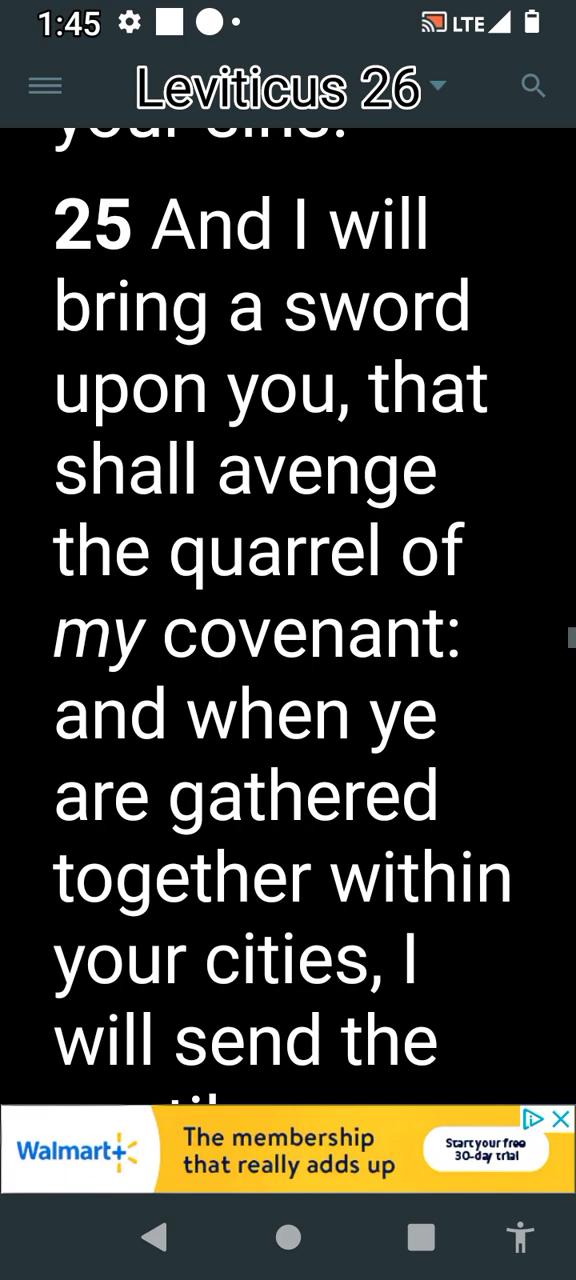 1:45
LTE
Leviticus 26
your sins.
25 And I will
bring a sword
upon you, that
shall avenge
the quarrel of
my covenant:
and when ye
are gathered
together within
your cities, I
will send the
Walmart+
The membership
that really adds up
Start your free
30-day trial